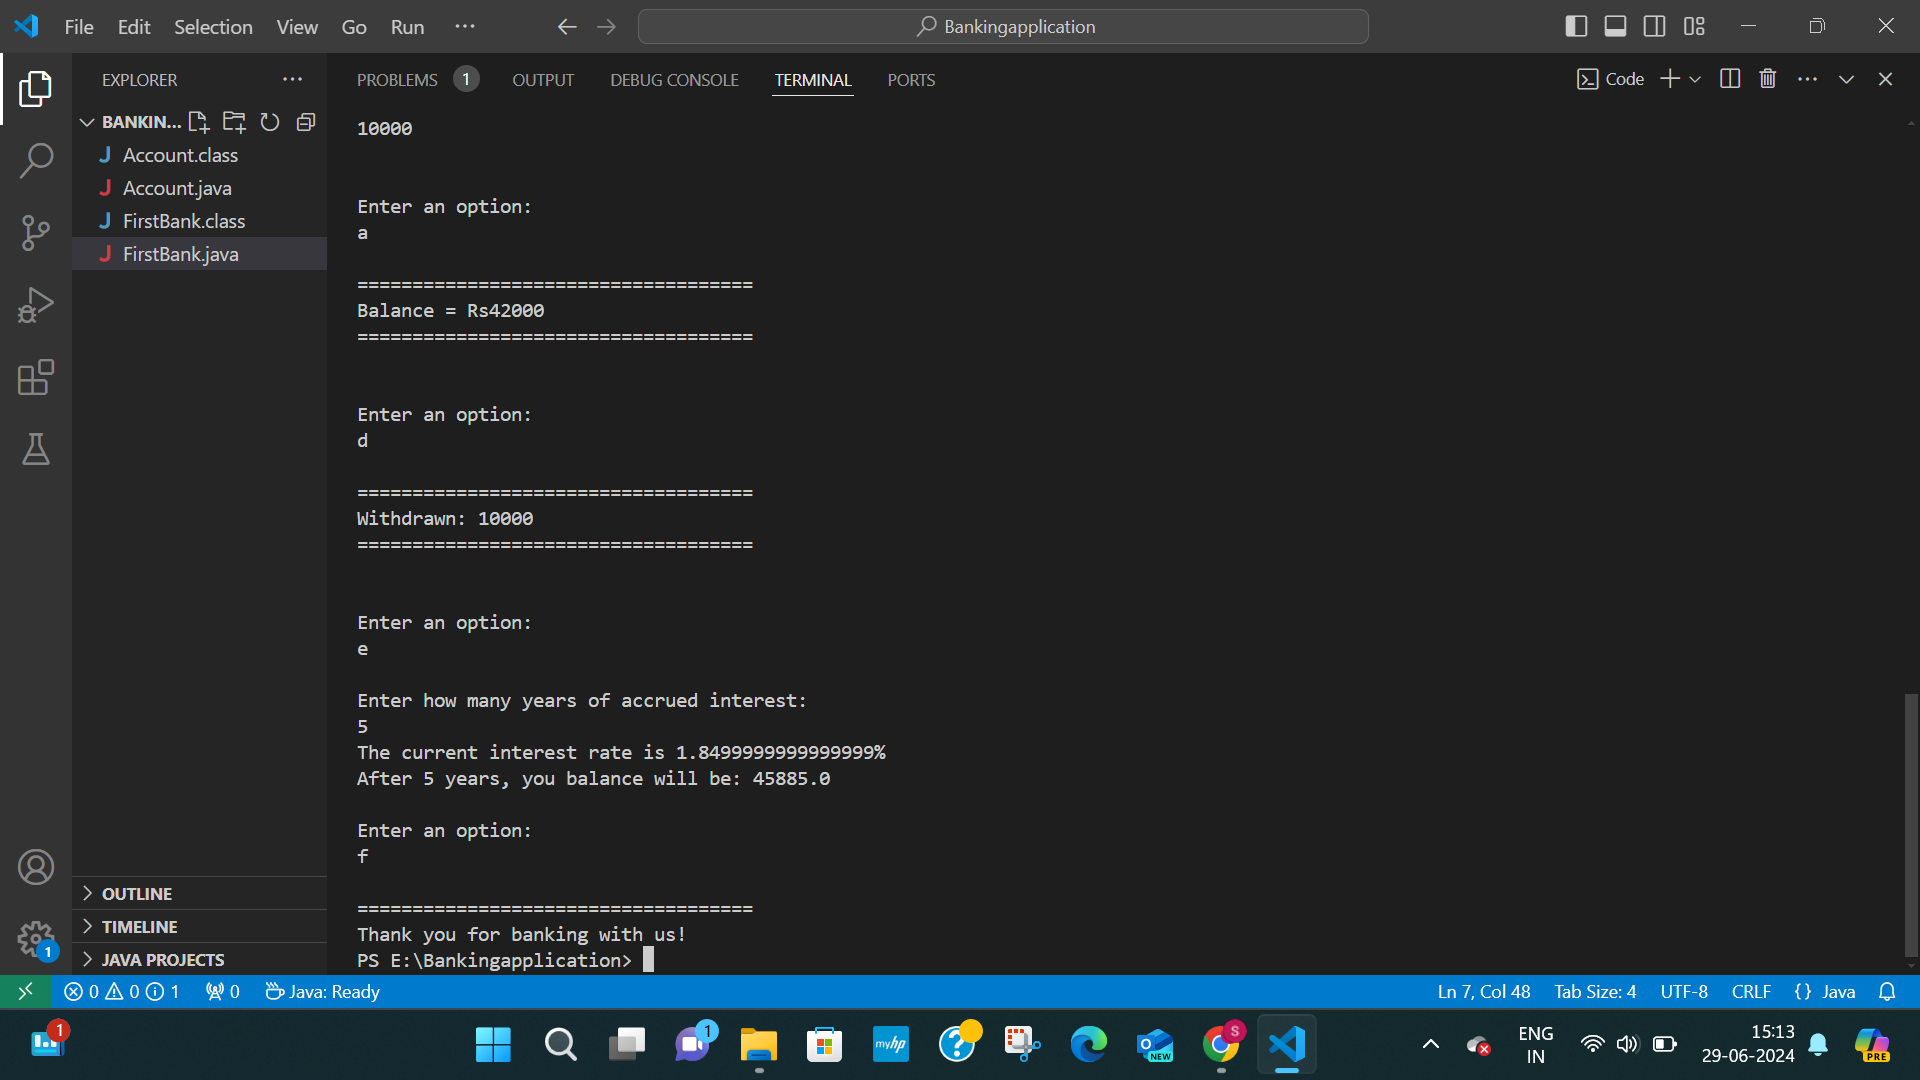 File Edit Selection View Go Run ···
Bankingapplication
EXPLORER ···
BANKIN...
Account.class
Account.java
FirstBank.class
FirstBank.java
OUTLINE
TIMELINE
JAVA PROJECTS
PROBLEMS 1 OUTPUT DEBUG CONSOLE TERMINAL PORTS
Code
10000
Enter an option:
a
====================================
Balance = Rs42000
====================================
Enter an option:
d
====================================
Withdrawn: 10000
====================================
Enter an option:
e
Enter how many years of accrued interest:
5
The current interest rate is 1.8499999999999999%
After 5 years, you balance will be: 45885.0
Enter an option:
f
====================================
Thank you for banking with us!
PS E:\Bankingapplication>
1
0 0 1 0 Java: Ready
Ln 7, Col 48 Tab Size: 4 UTF-8 CRLF {} Java
1
1
myhp
?
O NEW
S
ENG
IN
15:13
29-06-2024
PRE